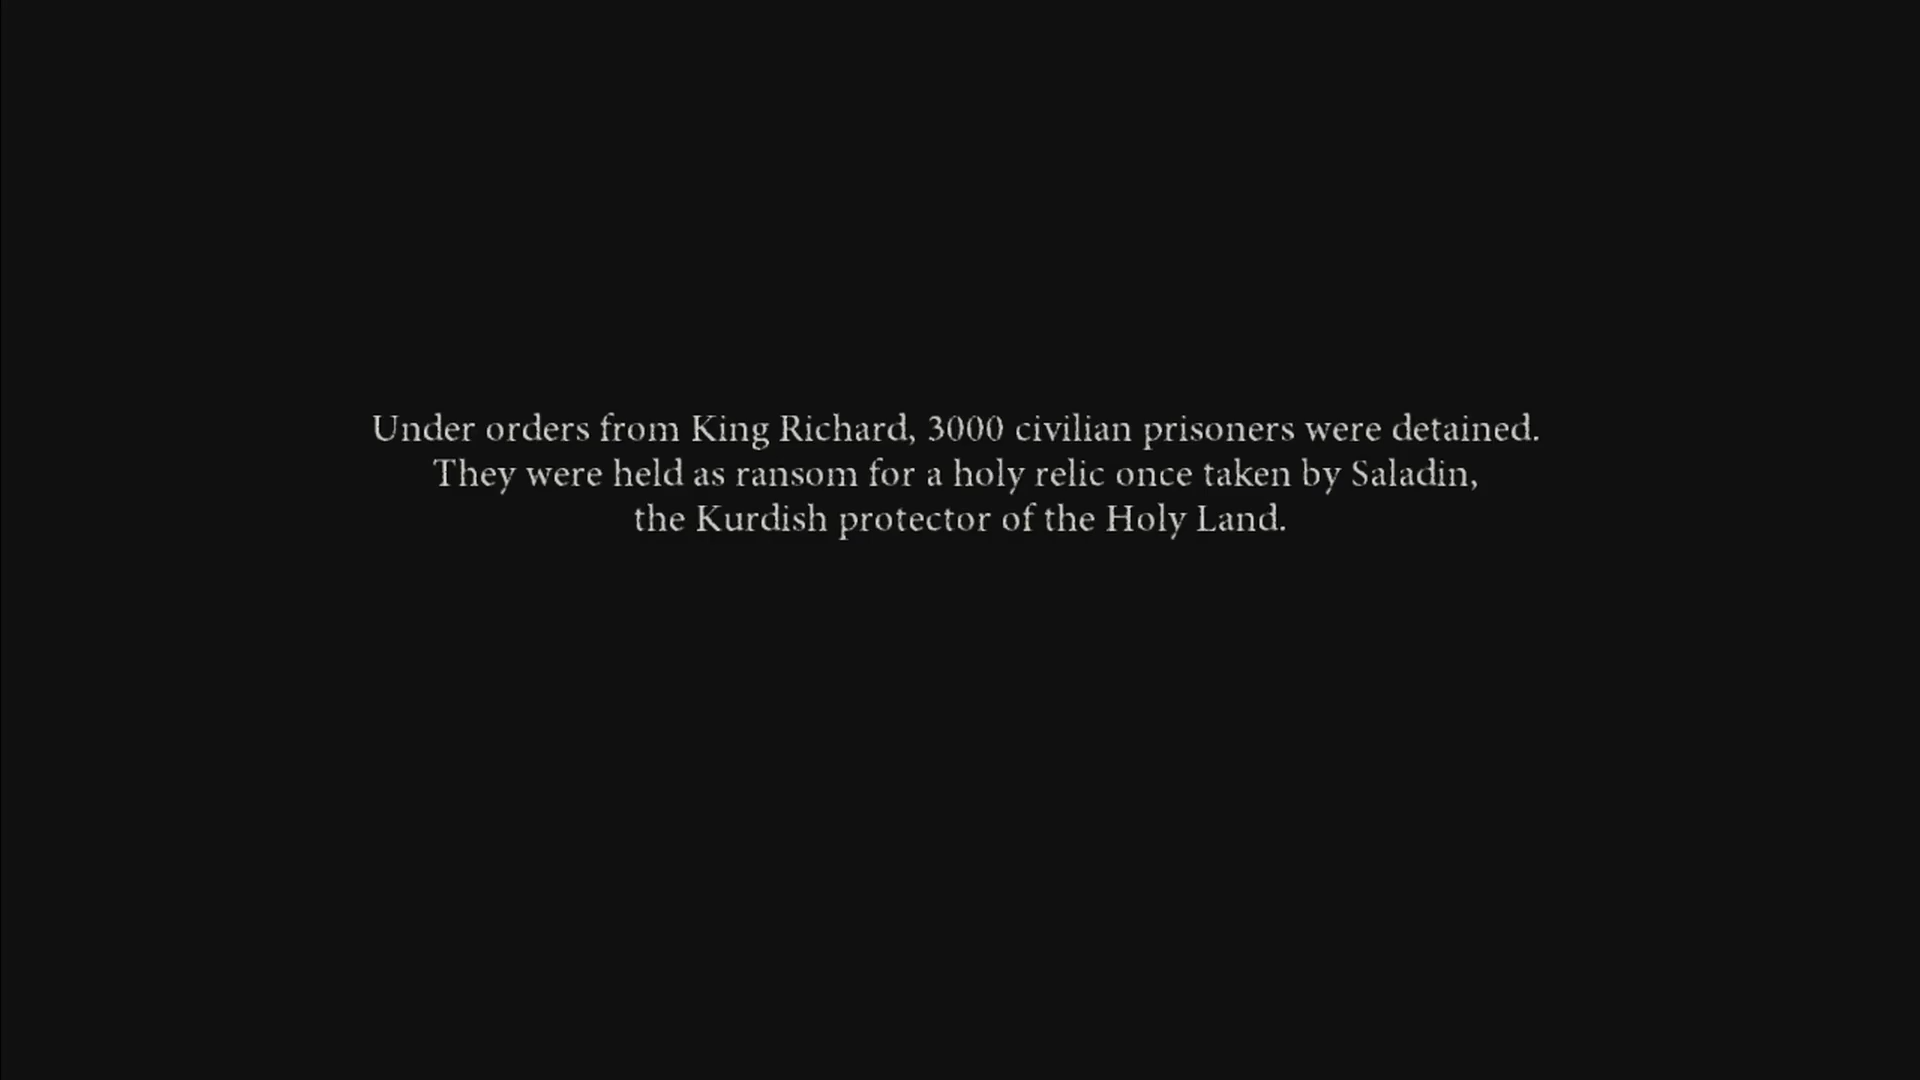 Under orders from King Richard, 3000 civilian prisoners were detained.
They were held as ransom for a holy relic once taken by Saladin,
the Kurdish protector of the Holy Land.